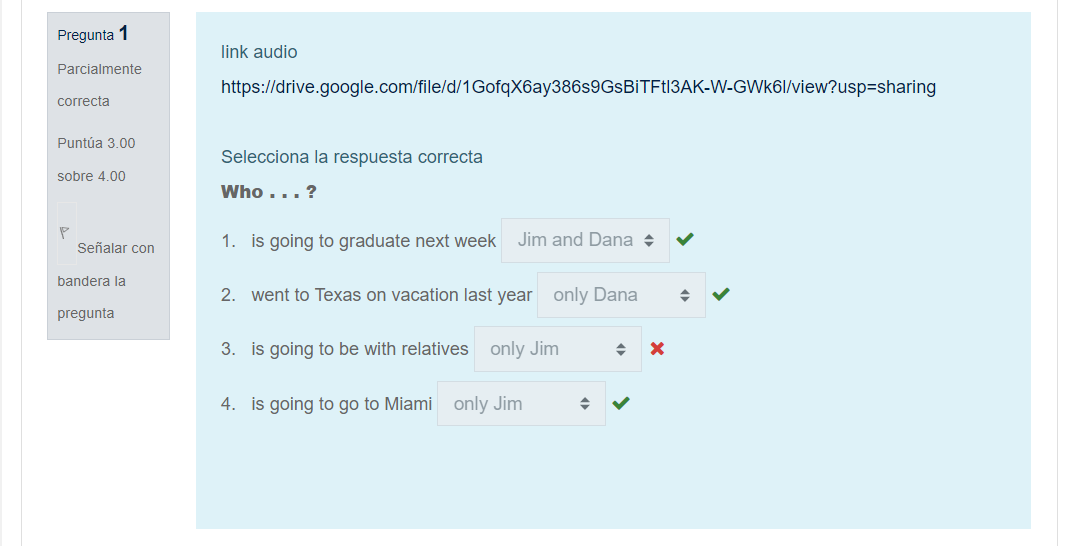 Pregunta 1
Parcialmente
correcta
Puntúa 3.00
sobre 4.00
Señalar con
bandera la
pregunta
link audio
https://drive.google.com/file/d/1GofqX6ay386s9GsBiTFtl3AK-W-GWk6l/view?usp=sharing
Selecciona la respuesta correcta
Who . . . ?
1. is going to graduate next week Jim and Dana
2. went to Texas on vacation last year only Dana
3. is going to be with relatives only Jim
4. is going to go to Miami only Jim